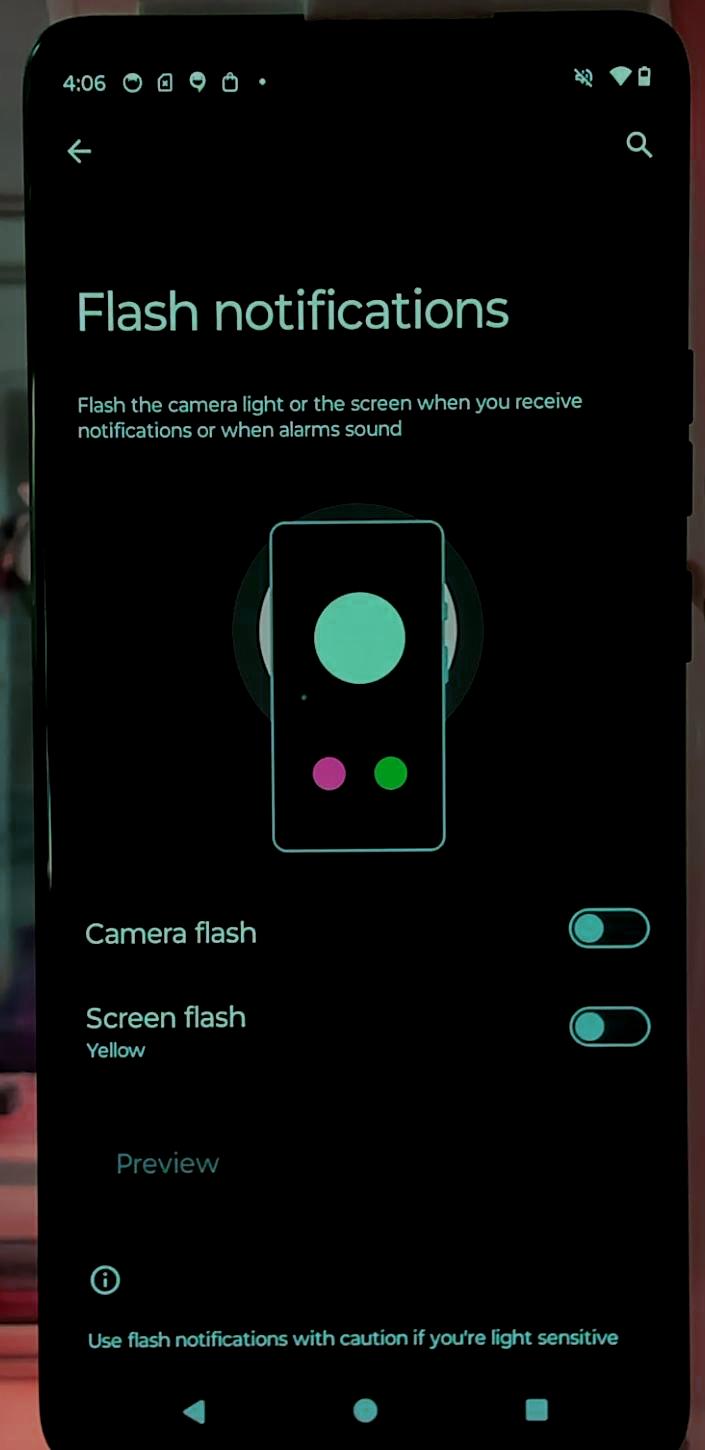 4:06
Flash notifications
Flash the camera light or the screen when you receive
notifications or when alarms sound
Camera flash
Screen flash
Yellow
Preview
Use flash notifications with caution if you're light sensitive